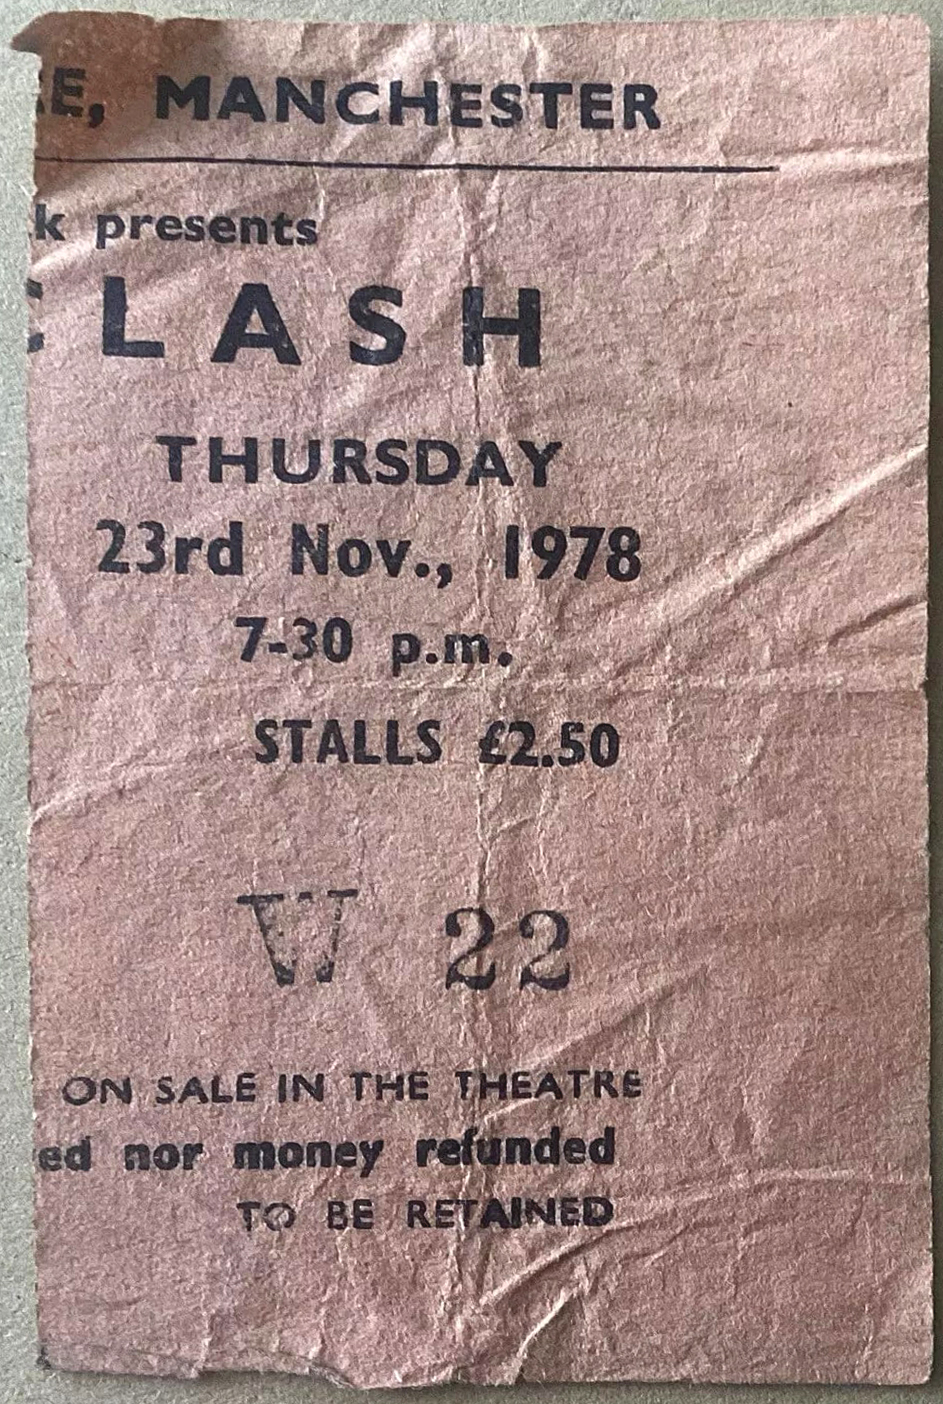 E, MANCHESTER
k presents
CLASH
THURSDAY
23rd Nov., 1978
7-30 p.m.
STALLS £2.50
W 22
ON SALE IN THE THEATRE
ed nor money refunded
TO BE RETAINED